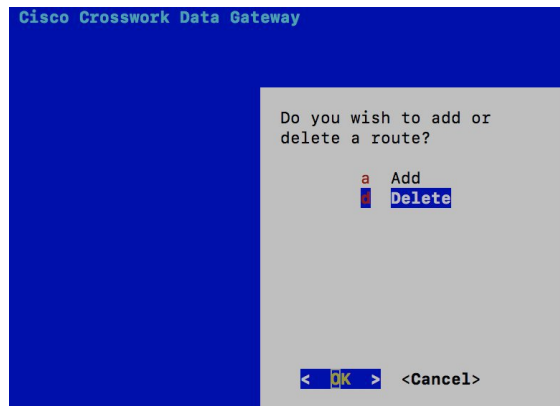 Cisco Crosswork Data Gateway
Do you wish to add or
delete a route?
a Add
d Delete
< OK > <Cancel>